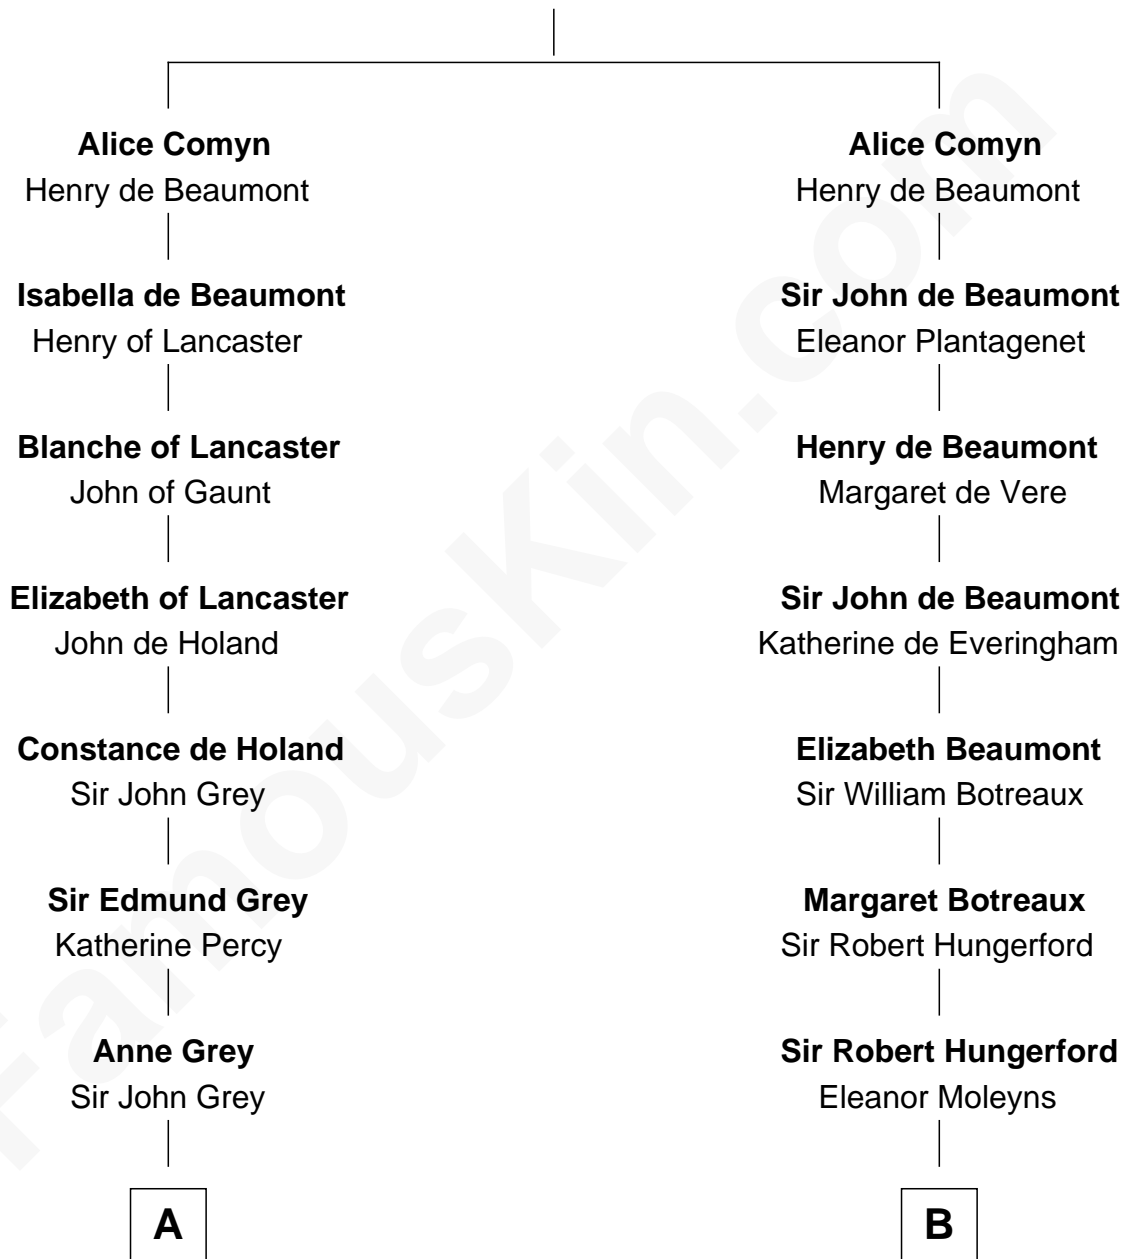 Alice Comyn
Henry de Beaumont
Isabella de Beaumont
Henry of Lancaster
Blanche of Lancaster
John of Gaunt
Elizabeth of Lancaster
John de Holand
Constance de Holand
Sir John Grey
Sir Edmund Grey
Katherine Percy
Anne Grey
Sir John Grey
A
Alice Comyn
Henry de Beaumont
Sir John de Beaumont
Eleanor Plantagenet
Henry de Beaumont
Margaret de Vere
Sir John de Beaumont
Katherine de Everingham
Elizabeth Beaumont
Sir William Botreaux
Margaret Botreaux
Sir Robert Hungerford
Sir Robert Hungerford
Eleanor Moleyns
B
FamousKin.com